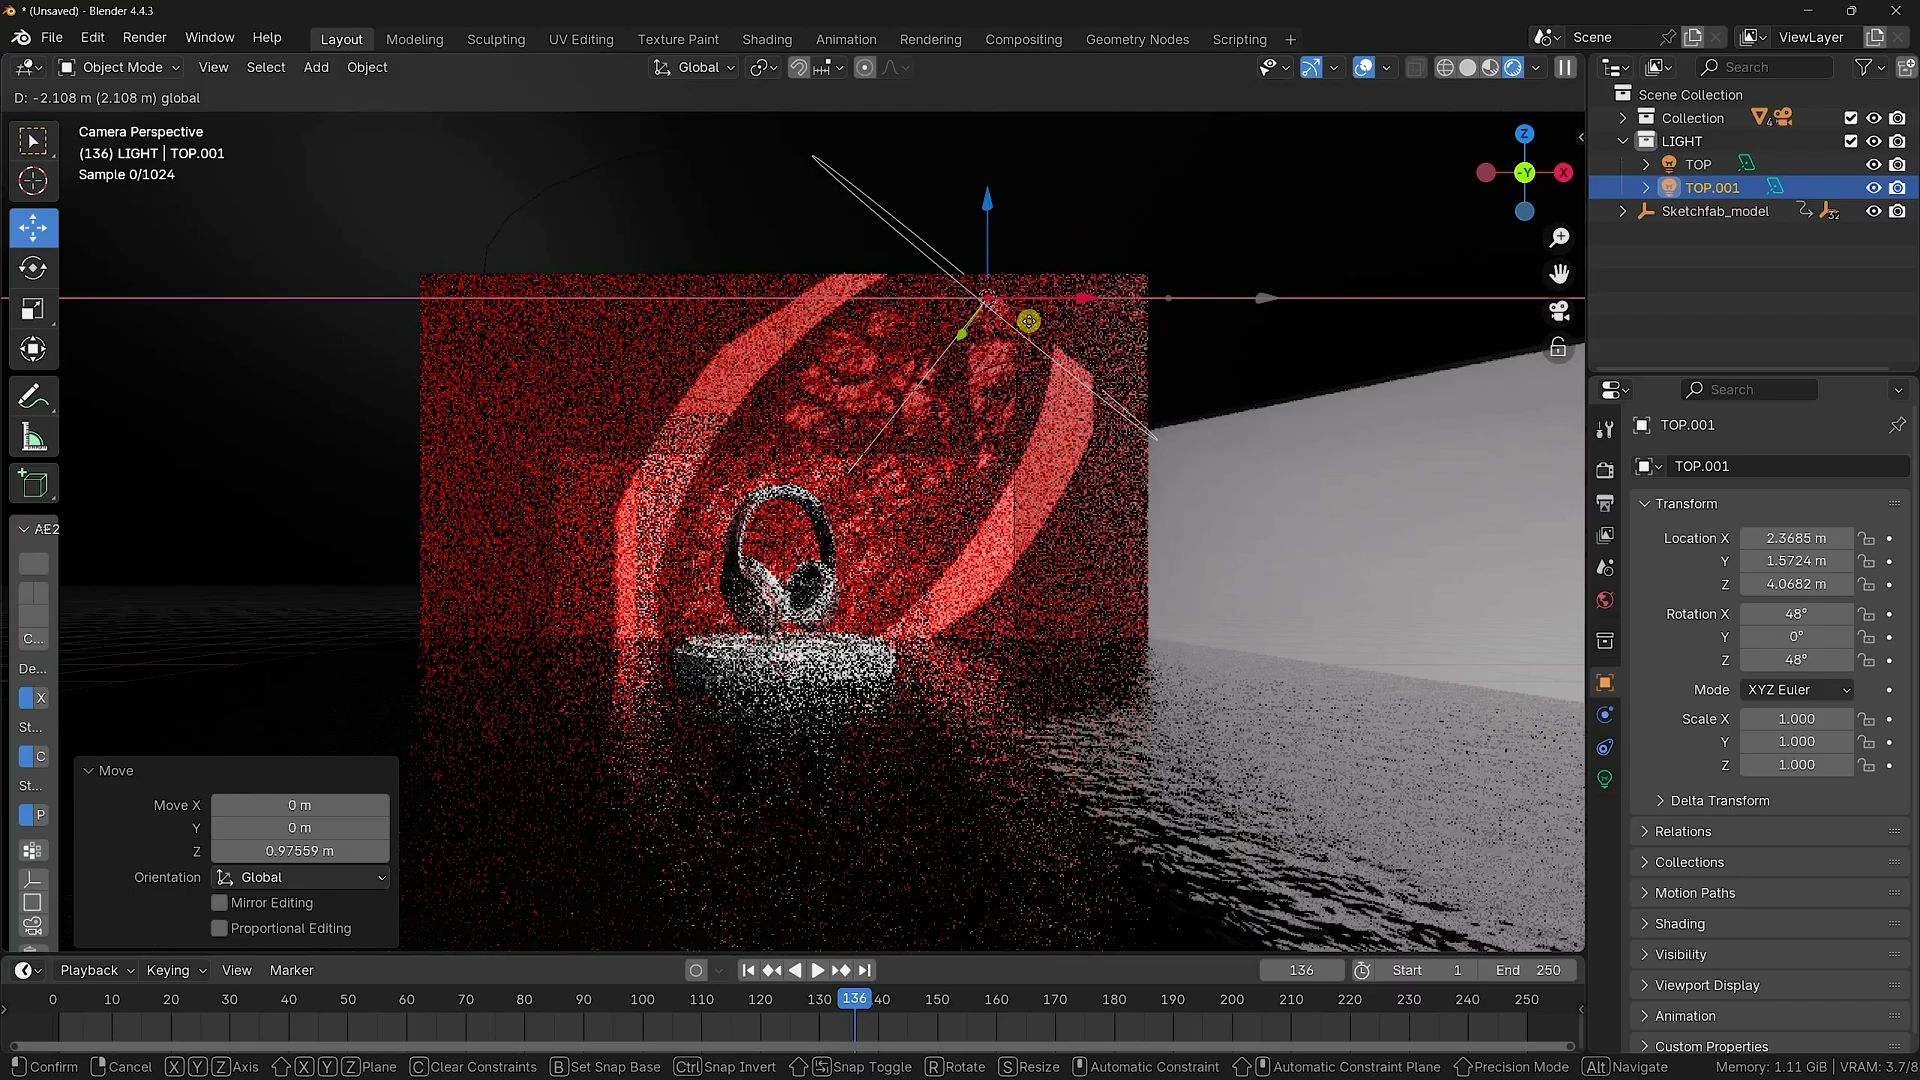 * (Unsaved) - Blender 4.4.3
File Edit Render Window Help
Layout Modeling Sculpting UV Editing Texture Paint Shading Animation Rendering Compositing Geometry Nodes Scripting +
Scene
ViewLayer
Object Mode View Select Add Object
Global
Search
D: -2.108 m (2.108 m) global
Camera Perspective
(136) LIGHT | TOP.001
Sample 0/1024
Z
-Y
X
Scene Collection
Collection 4
LIGHT
TOP
TOP.001
Sketchfab_model 32
Search
TOP.001
TOP.001
Transform
Location X 2.3685 m
Y 1.5724 m
Z 4.0682 m
Rotation X 48°
Y 0°
Z 48°
Mode XYZ Euler
Scale X 1.000
Y 1.000
Z 1.000
Delta Transform
Relations
Collections
Motion Paths
Shading
Visibility
Viewport Display
Animation
Custom Properties
AE2
C...
De...
X
St...
C
St...
P
Move
Move X 0 m
Y 0 m
Z 0.97559 m
Orientation Global
Mirror Editing
Proportional Editing
Playback Keying View Marker
136 Start 1 End 250
0 10 20 30 40 50 60 70 80 90 100 110 120 130 136 40 150 160 170 180 190 200 210 220 230 240 250
Confirm Cancel X Y Z Axis X Y Z Plane C Clear Constraints B Set Snap Base Ctrl Snap Invert Snap Toggle R Rotate S Resize Automatic Constraint Automatic Constraint Plane Precision Mode Alt Navigate Memory: 1.11 GiB | VRAM: 3.7/8